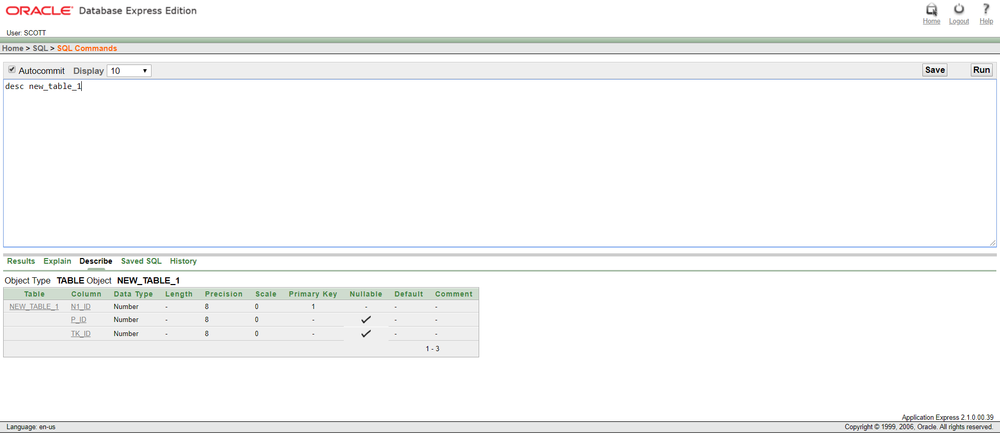 ORACLE Database Express Edition
Home Logout Help
User: SCOTT
Home > SQL > SQL Commands
Autocommit Display 10 Save Run
desc new_table_1
Results Explain Describe Saved SQL History
Object Type TABLE Object NEW_TABLE_1
Table Column Data Type Length Precision Scale Primary Key Nullable Default Comment
NEW_TABLE_1 N1_ID Number - 8 0 1 - - -
P_ID Number - 8 0 - - -
TK_ID Number - 8 0 - - -
1 - 3
Application Express 2.1.0.00.39
Language: en-us Copyright © 1999, 2006, Oracle. All rights reserved.